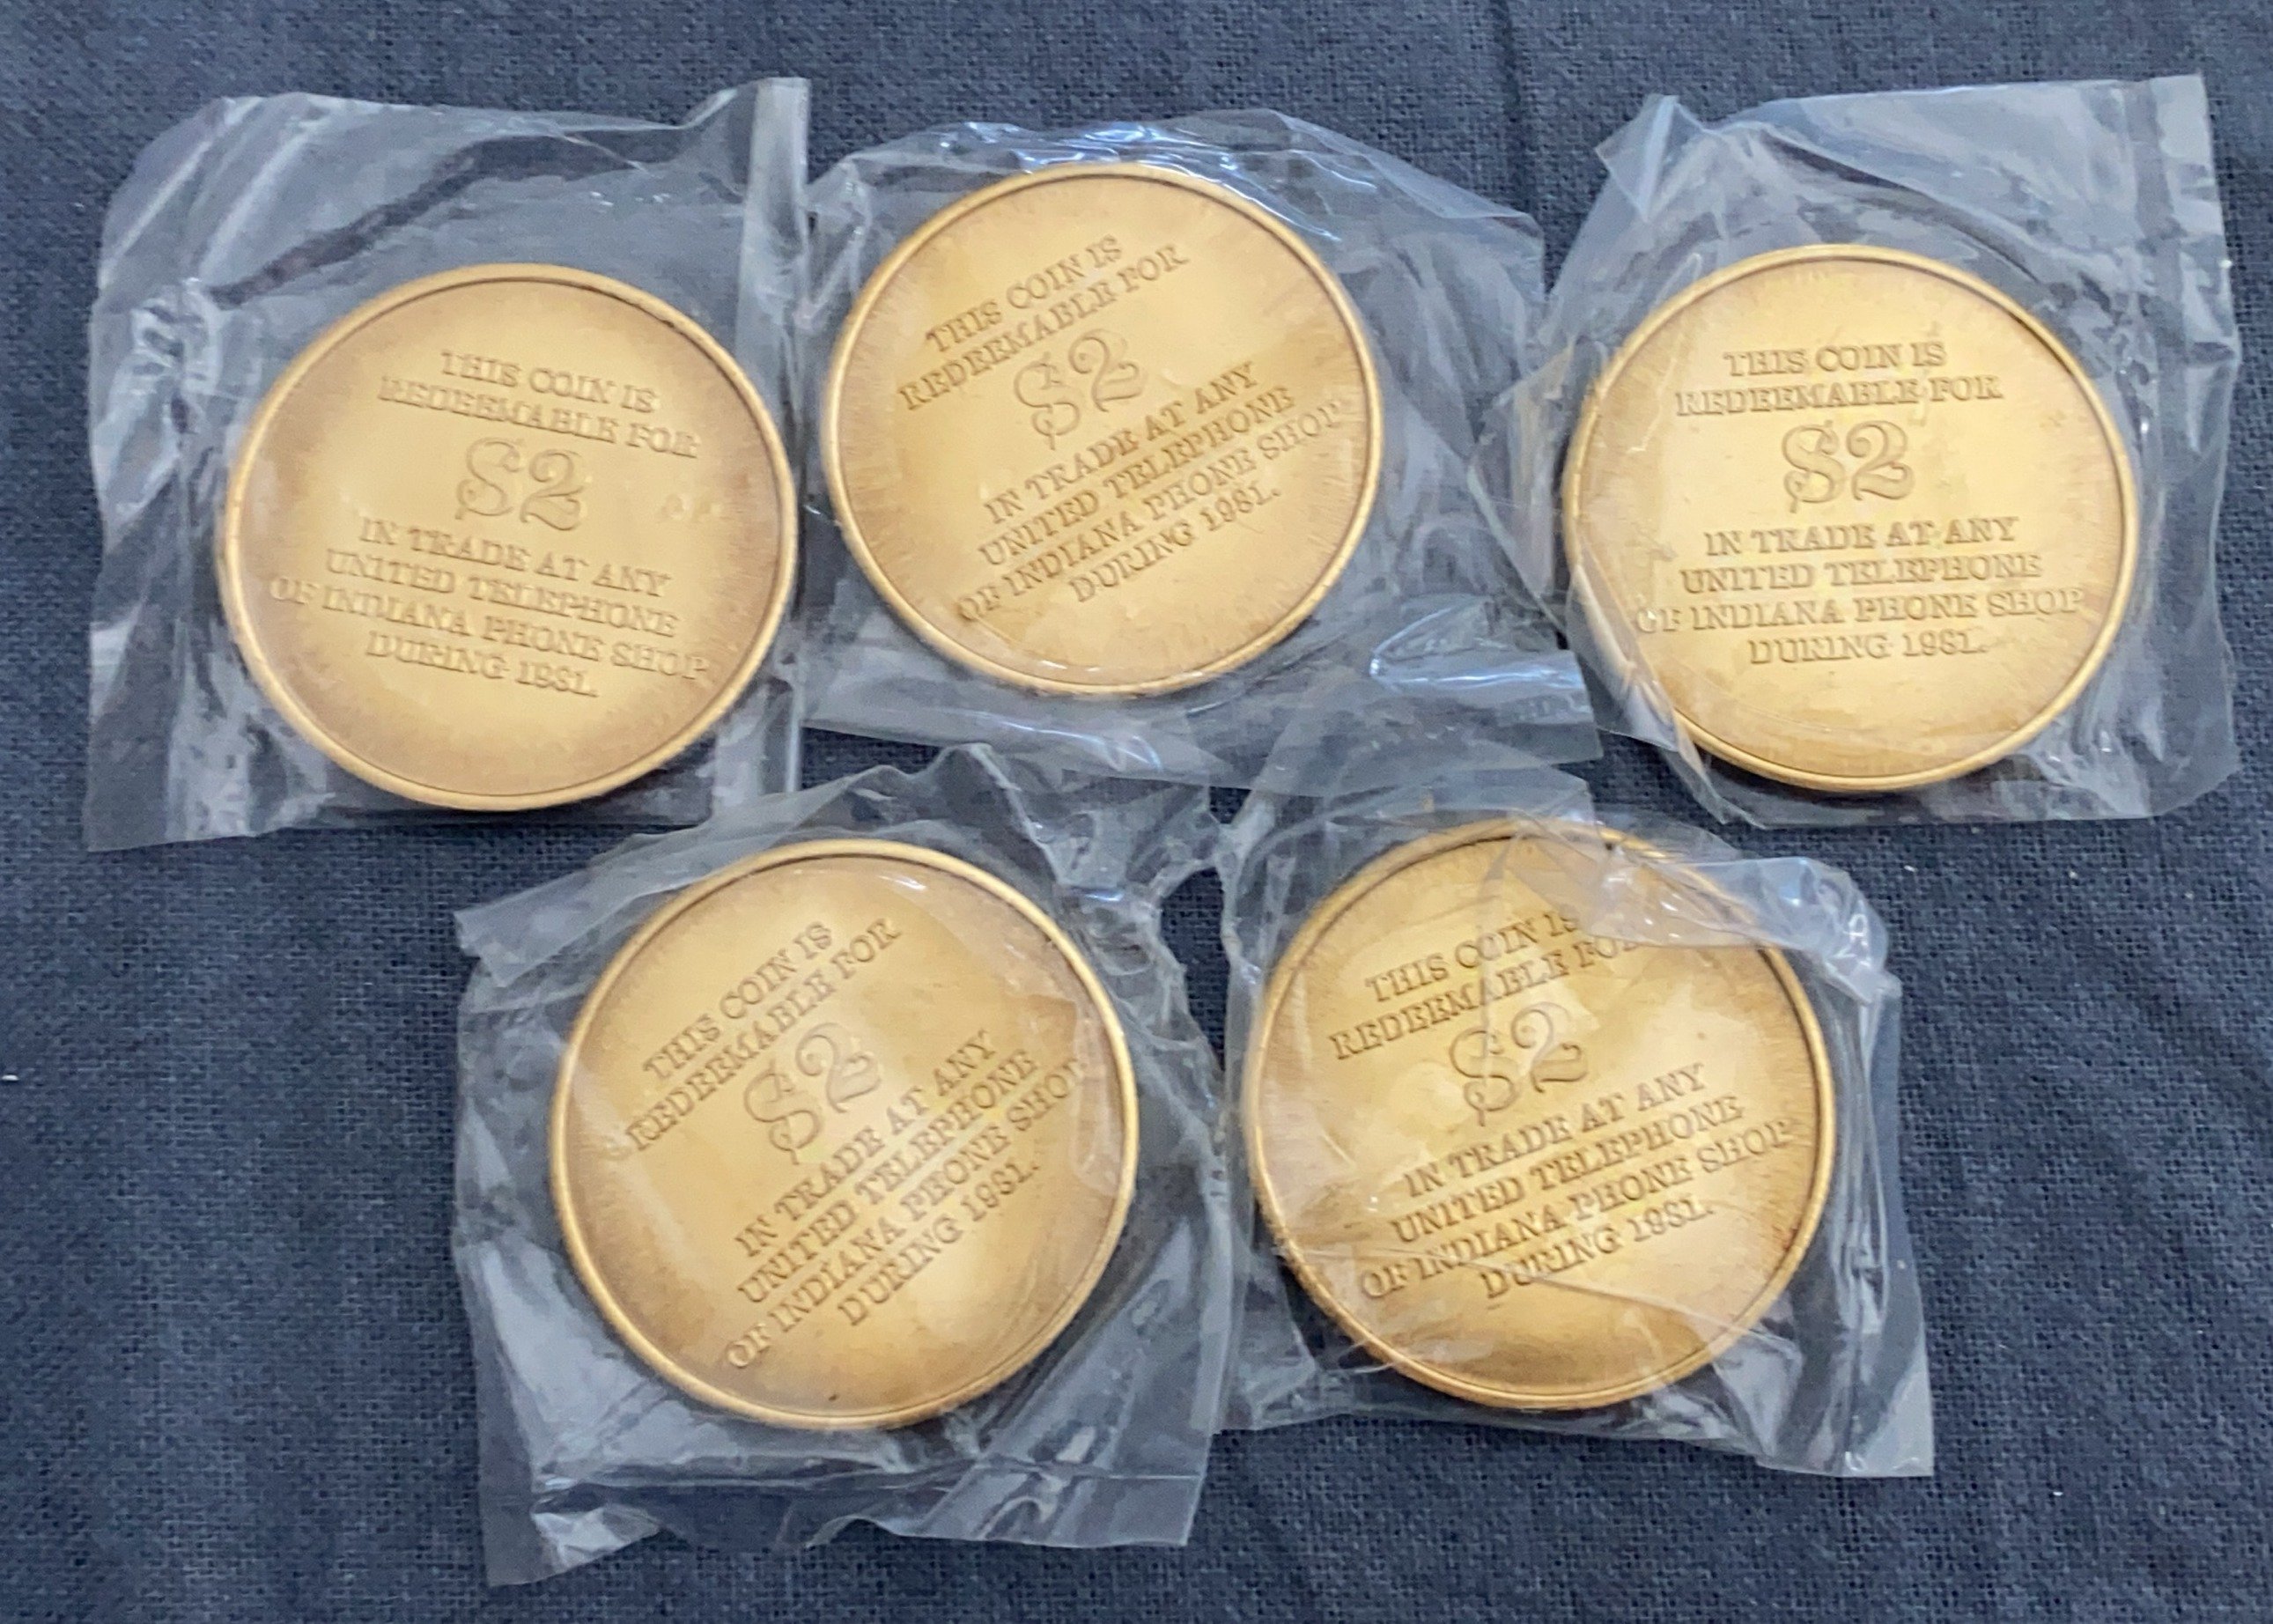 THIS COIN IS
REDEEMABLE FOR
$2
IN TRADE AT ANY
UNITED TELEPHONE
OF INDIANA PHONE SHOP
DURING 1981.
THIS COIN IS
REDEEMABLE FOR
$2
IN TRADE AT ANY
UNITED TELEPHONE
OF INDIANA PHONE SHOP
DURING 1981.
THIS COIN IS
REDEEMABLE FOR
$2
IN TRADE AT ANY
UNITED TELEPHONE
OF INDIANA PHONE SHOP
DURING 1981.
THIS COIN IS
REDEEMABLE FOR
$2
IN TRADE AT ANY
UNITED TELEPHONE
OF INDIANA PHONE SHOP
DURING 1981.
THIS COIN IS
REDEEMABLE FOR
$2
IN TRADE AT ANY
UNITED TELEPHONE
OF INDIANA PHONE SHOP
DURING 1981.